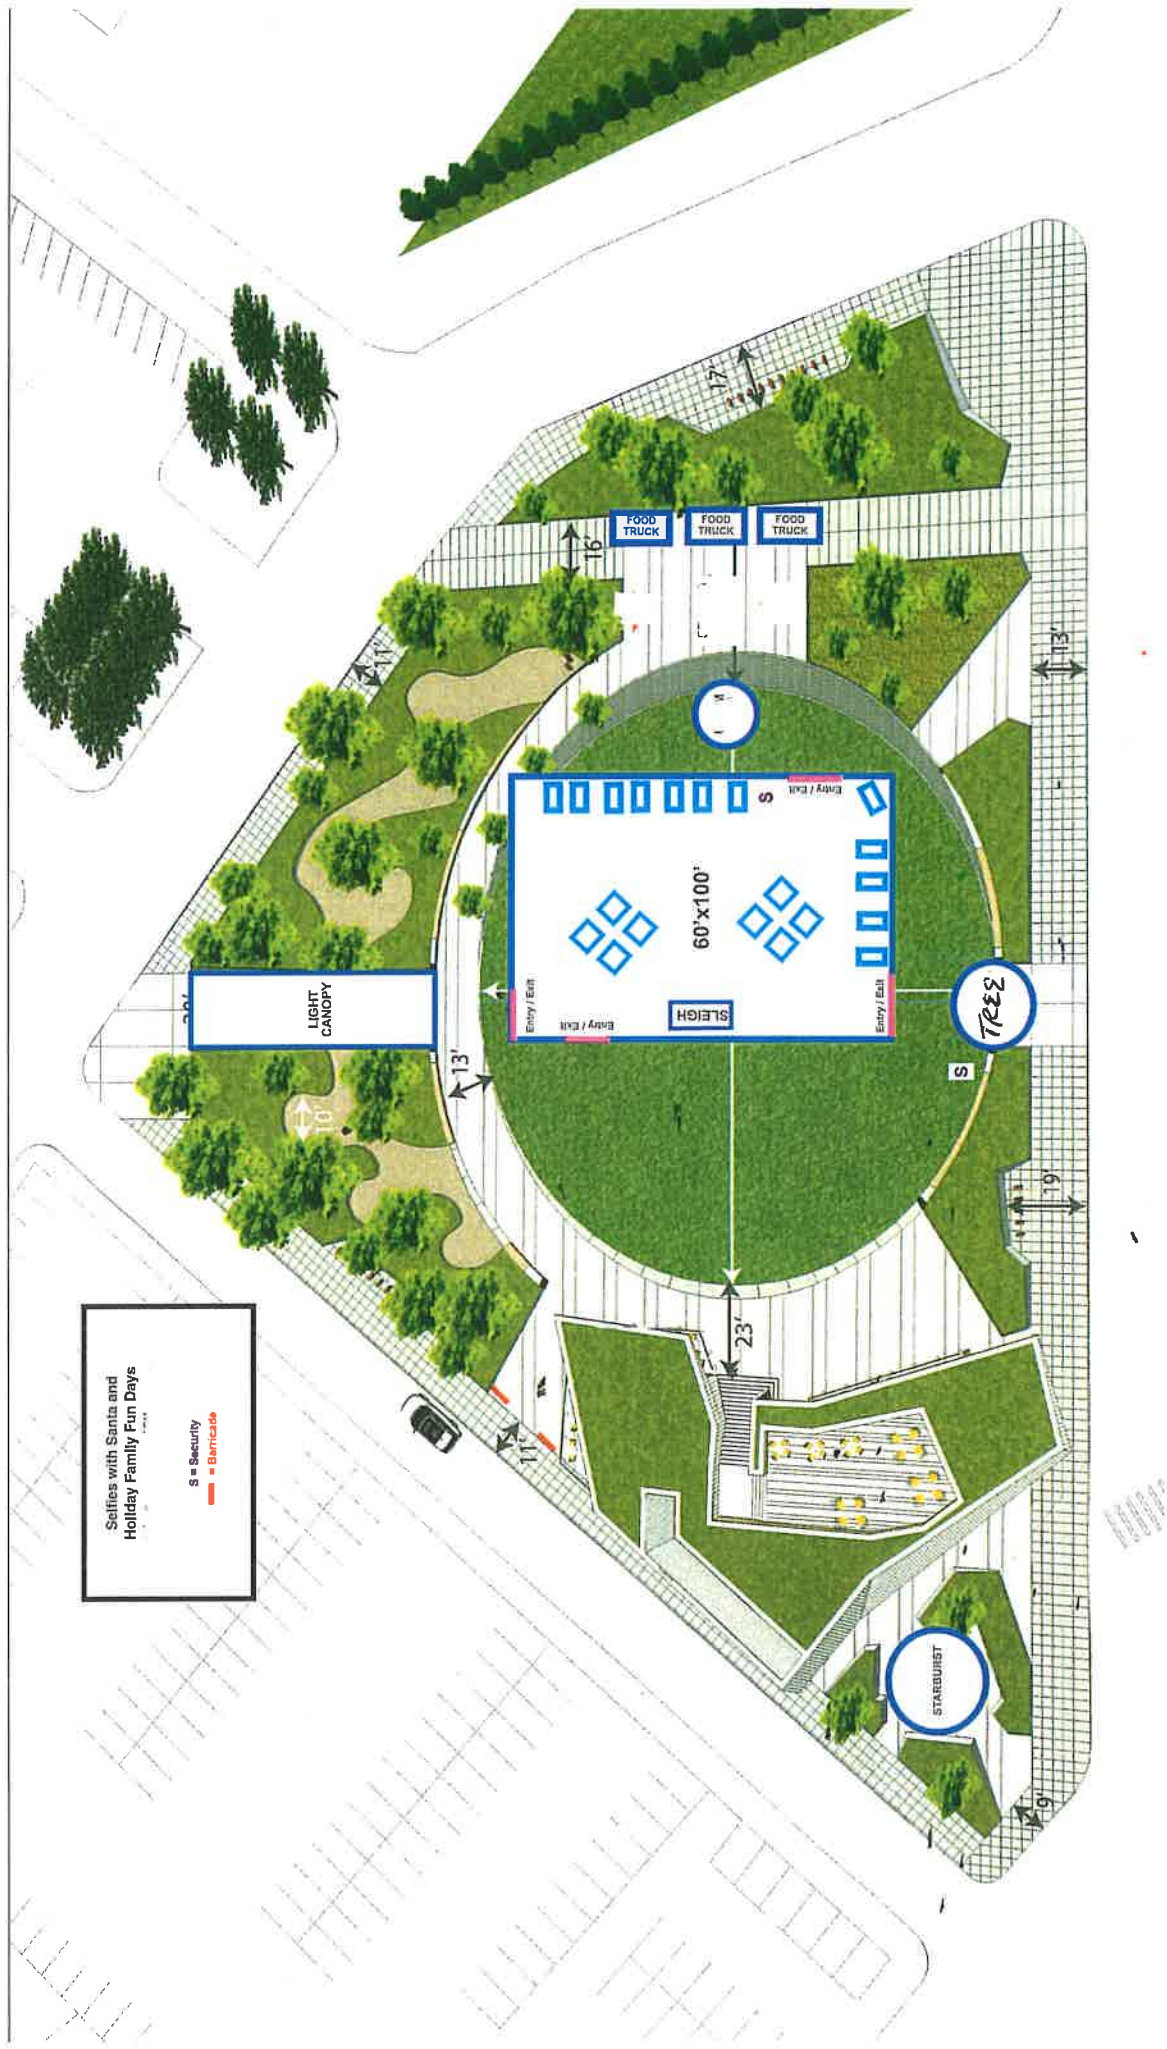 Selfies with Santa and
Holiday Family Fun Days
S = Security
= Barricade
17'
FOOD
TRUCK
FOOD
TRUCK
FOOD
TRUCK
16'
11'
13'
S
Entry / Exit
60'x100'
LIGHT
CANOPY
SLEIGH
Entry / Exit
Entry / Exit
Entry / Exit
TREE
S
13'
10'
19'
23'
11'
STARBURST
9'